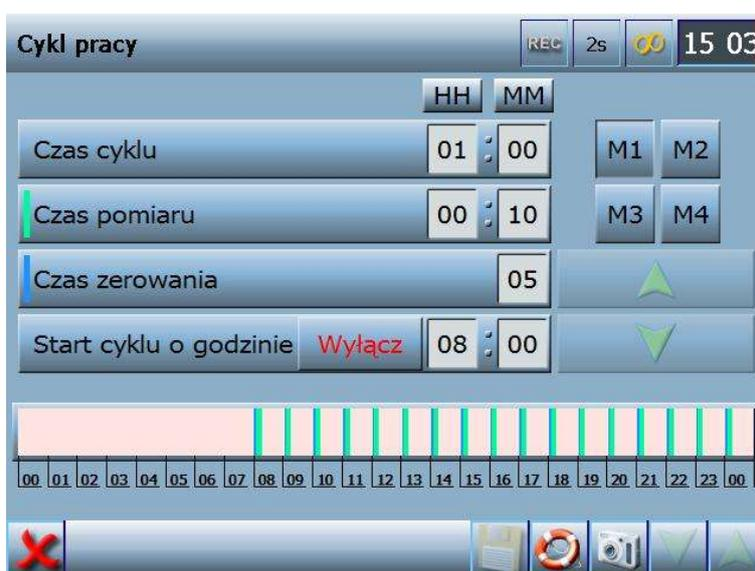 Cykl pracy REC 2s 15 03
HH MM
Czas cyklu 01 : 00 M1 M2
Czas pomiaru 00 : 10 M3 M4
Czas zerowania 05
Start cyklu o godzinie Wyłącz 08 : 00
00 01 02 03 04 05 06 07 08 09 10 11 12 13 14 15 16 17 18 19 20 21 22 23 00